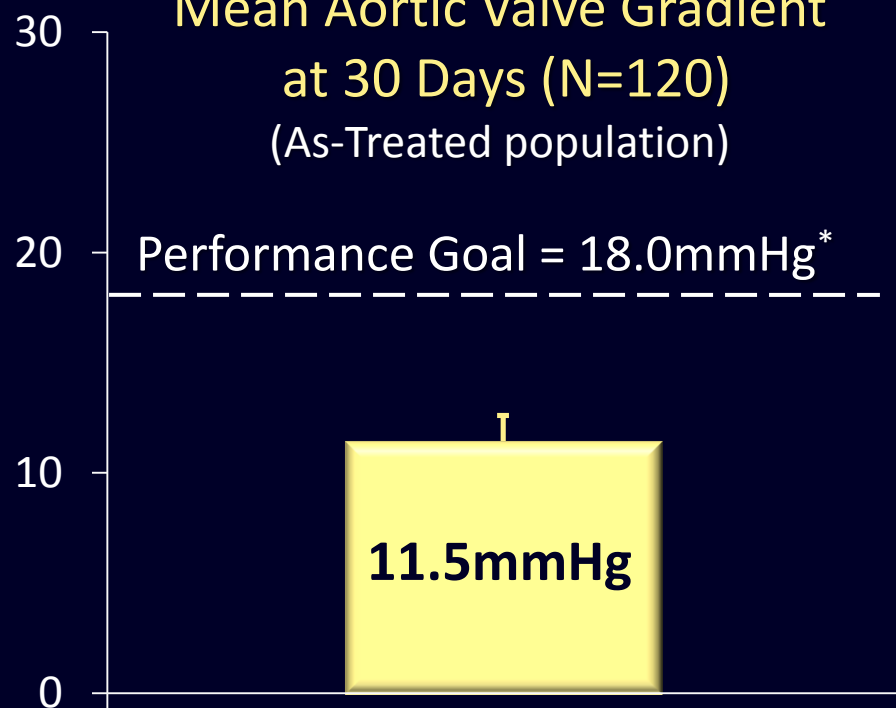 Mean Aortic Valve Gradient
at 30 Days (N=120)
(As-Treated population)
30
20
Performance Goal = 18.0mmHg*
10
11.5mmHg
0